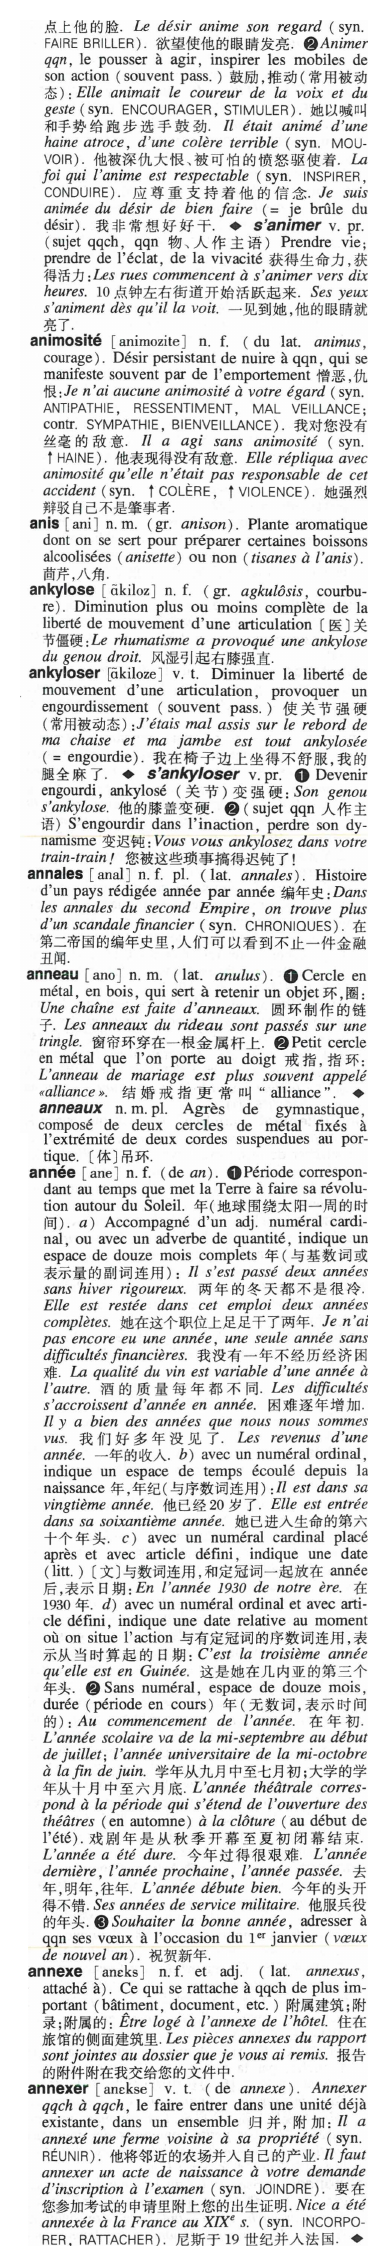 点上他的脸. Le désir anime son regard (syn.
FAIRE BRILLER). 欲望使他的眼睛发亮. ❷ Animer
qqn, le pousser à agir, inspirer les mobiles de
son action (souvent pass.) 鼓励,推动(常用被动
态): Elle animait le coureur de la voix et du
geste (syn. ENCOURAGER, STIMULER). 她以喊叫
和手势给跑步选手鼓劲. Il était animé d'une
haine atroce, d'une colère terrible (syn. MOU-
VOIR). 他被深仇大恨、被可怕的愤怒驱使着. La
foi qui l'anime est respectable (syn. INSPIRER,
CONDUIRE). 应尊重支持着他的信念. Je suis
animée du désir de bien faire (= je brûle du
désir). 我非常想好好干. ◆ s'animer v. pr.
(sujet qqch, qqn 物、人作主语) Prendre vie;
prendre de l'éclat, de la vivacité 获得生命力,获
得活力: Les rues commencent à s'animer vers dix
heures. 10 点钟左右街道开始活跃起来. Ses yeux
s'animent dès qu'il la voit. 一见到她,他的眼睛就
亮了.
animosité [animozite] n. f. (du lat. animus,
courage). Désir persistant de nuire à qqn, qui se
manifeste souvent par de l'emportement 憎恶,仇
恨: Je n'ai aucune animosité à votre égard (syn.
ANTIPATHIE, RESSENTIMENT, MAL VEILLANCE;
contr. SYMPATHIE, BIENVEILLANCE). 我对您没有
丝毫的敌意. Il a agi sans animosité (syn.
↑ HAINE). 他表现得没有敌意. Elle répliqua avec
animosité qu'elle n'était pas responsable de cet
accident (syn. ↑ COLÈRE, ↑ VIOLENCE). 她强烈
辩驳自己不是肇事者.
anis [ani] n. m. (gr. anison). Plante aromatique
dont on se sert pour préparer certaines boissons
alcoolisées (anisette) ou non (tisanes à l'anis).
茴芹,八角.
ankylose [ɑ̃kiloz] n. f. (gr. agkulôsis, courbu-
re). Diminution plus ou moins complète de la
liberté de mouvement d'une articulation [医]关
节僵硬: Le rhumatisme a provoqué une ankylose
du genou droit. 风湿引起右膝强直.
ankyloser [ɑ̃kiloze] v. t. Diminuer la liberté de
mouvement d'une articulation, provoquer un
engourdissement (souvent pass.) 使关节强硬
(常用被动态): J'étais mal assis sur le rebord de
ma chaise et ma jambe est tout ankylosée
(= engourdie). 我在椅子边上坐得不舒服,我的
腿全麻了. ◆ s'ankyloser v. pr. ❶ Devenir
engourdi, ankylosé (关节)变强硬: Son genou
s'ankylose. 他的膝盖变硬. ❷ (sujet qqn 人作主
语) S'engourdir dans l'inaction, perdre son dy-
namisme 变迟钝: Vous vous ankylosez dans votre
train-train! 您被这些琐事搞得迟钝了!
annales [anal] n. f. pl. (lat. annales). Histoire
d'un pays rédigée année par année 编年史: Dans
les annales du second Empire, on trouve plus
d'un scandale financier (syn. CHRONIQUES). 在
第二帝国的编年史里,人们可以看到不止一件金融
丑闻.
anneau [ano] n. m. (lat. anulus). ❶ Cercle en
métal, en bois, qui sert à retenir un objet 环,圈:
Une chaîne est faite d'anneaux. 圆环制作的链
子. Les anneaux du rideau sont passés sur une
tringle. 窗帘环穿在一根金属杆上. ❷ Petit cercle
en métal que l'on porte au doigt 戒指,指环:
L'anneau de mariage est plus souvent appelé
«alliance». 结婚戒指更常叫“alliance”. ◆
anneaux n. m. pl. Agrès de gymnastique,
composé de deux cercles de métal fixés à
l'extrémité de deux cordes suspendues au por-
tique. [体]吊环.
année [ane] n. f. (de an). ❶ Période correspon-
dant au temps que met la Terre à faire sa révolu-
tion autour du Soleil. 年(地球围绕太阳一周的时
间). a) Accompagné d'un adj. numéral cardi-
nal, ou avec un adverbe de quantité, indique un
espace de douze mois complets 年(与基数词或
表示量的副词连用): Il s'est passé deux années
sans hiver rigoureux. 两年的冬天都不是很冷.
Elle est restée dans cet emploi deux années
complètes. 她在这个职位上足足干了两年. Je n'ai
pas encore eu une année, une seule année sans
difficultés financières. 我没有一年不经历经济困
难. La qualité du vin est variable d'une année à
l'autre. 酒的质量每年都不同. Les difficultés
s'accroissent d'année en année. 困难逐年增加.
Il y a bien des années que nous nous sommes
vus. 我们好多年没见了. Les revenus d'une
année. 一年的收入. b) avec un numéral ordinal,
indique un espace de temps écoulé depuis la
naissance 年,年纪(与序数词连用): Il est dans sa
vingtième année. 他已经20岁了. Elle est entrée
dans sa soixantième année. 她已进入生命的第六
十个年头. c) avec un numéral cardinal placé
après et avec article défini, indique une date
(litt.) [文]与数词连用,和定冠词一起放在 année
后,表示日期: En l'année 1930 de notre ère. 在
1930 年. d) avec un numéral ordinal et avec arti-
cle défini, indique une date relative au moment
où on situe l'action 与有定冠词的序数词连用,表
示从当时算起的日期: C'est la troisième année
qu'elle est en Guinée. 这是她在几内亚的第三个
年头. ❷ Sans numéral, espace de douze mois,
durée (période en cours) 年(无数词,表示时间
的): Au commencement de l'année. 在年初.
L'année scolaire va de la mi-septembre au début
de juillet; l'année universitaire de la mi-octobre
à la fin de juin. 学年从九月中至七月初;大学的学
年从十月中至六月底. L'année théâtrale corres-
pond à la période qui s'étend de l'ouverture des
théâtres (en automne) à la clôture (au début de
l'été). 戏剧年是从秋季开幕至夏初闭幕结束.
L'année a été dure. 今年过得很艰难. L'année
dernière, l'année prochaine, l'année passée. 去
年,明年,往年. L'année débute bien. 今年的头开
得不错. Ses années de service militaire. 他服兵役
的年头. ❸ Souhaiter la bonne année, adresser à
qqn ses vœux à l'occasion du 1er janvier (vœux
de nouvel an). 祝贺新年.
annexe [anɛks] n. f. et adj. (lat. annexus,
attaché à). Ce qui se rattache à qqch de plus im-
portant (bâtiment, document, etc.) 附属建筑;附
录;附属的: Être logé à l'annexe de l'hôtel. 住在
旅馆的侧面建筑里. Les pièces annexes du rapport
sont jointes au dossier que je vous ai remis. 报告
的附件附在我交给您的文件中.
annexer [anɛkse] v. t. (de annexe). Annexer
qqch à qqch, le faire entrer dans une unité déjà
existante, dans un ensemble 归并,附加: Il a
annexé une ferme voisine à sa propriété (syn.
RÉUNIR). 他将邻近的农场并入自己的产业. Il faut
annexer un acte de naissance à votre demande
d'inscription à l'examen (syn. JOINDRE). 要在
您参加考试的申请里附上您的出生证明. Nice a été
annexée à la France au XIXe s. (syn. INCORPO-
RER, RATTACHER). 尼斯于 19 世纪并入法国. ◆